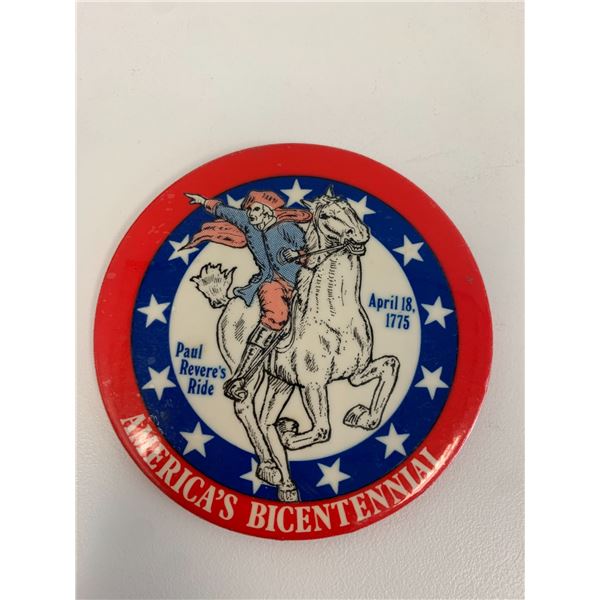 Paul
Revere's
Ride
April 18,
1775
AMERICA'S BICENTENNIAL